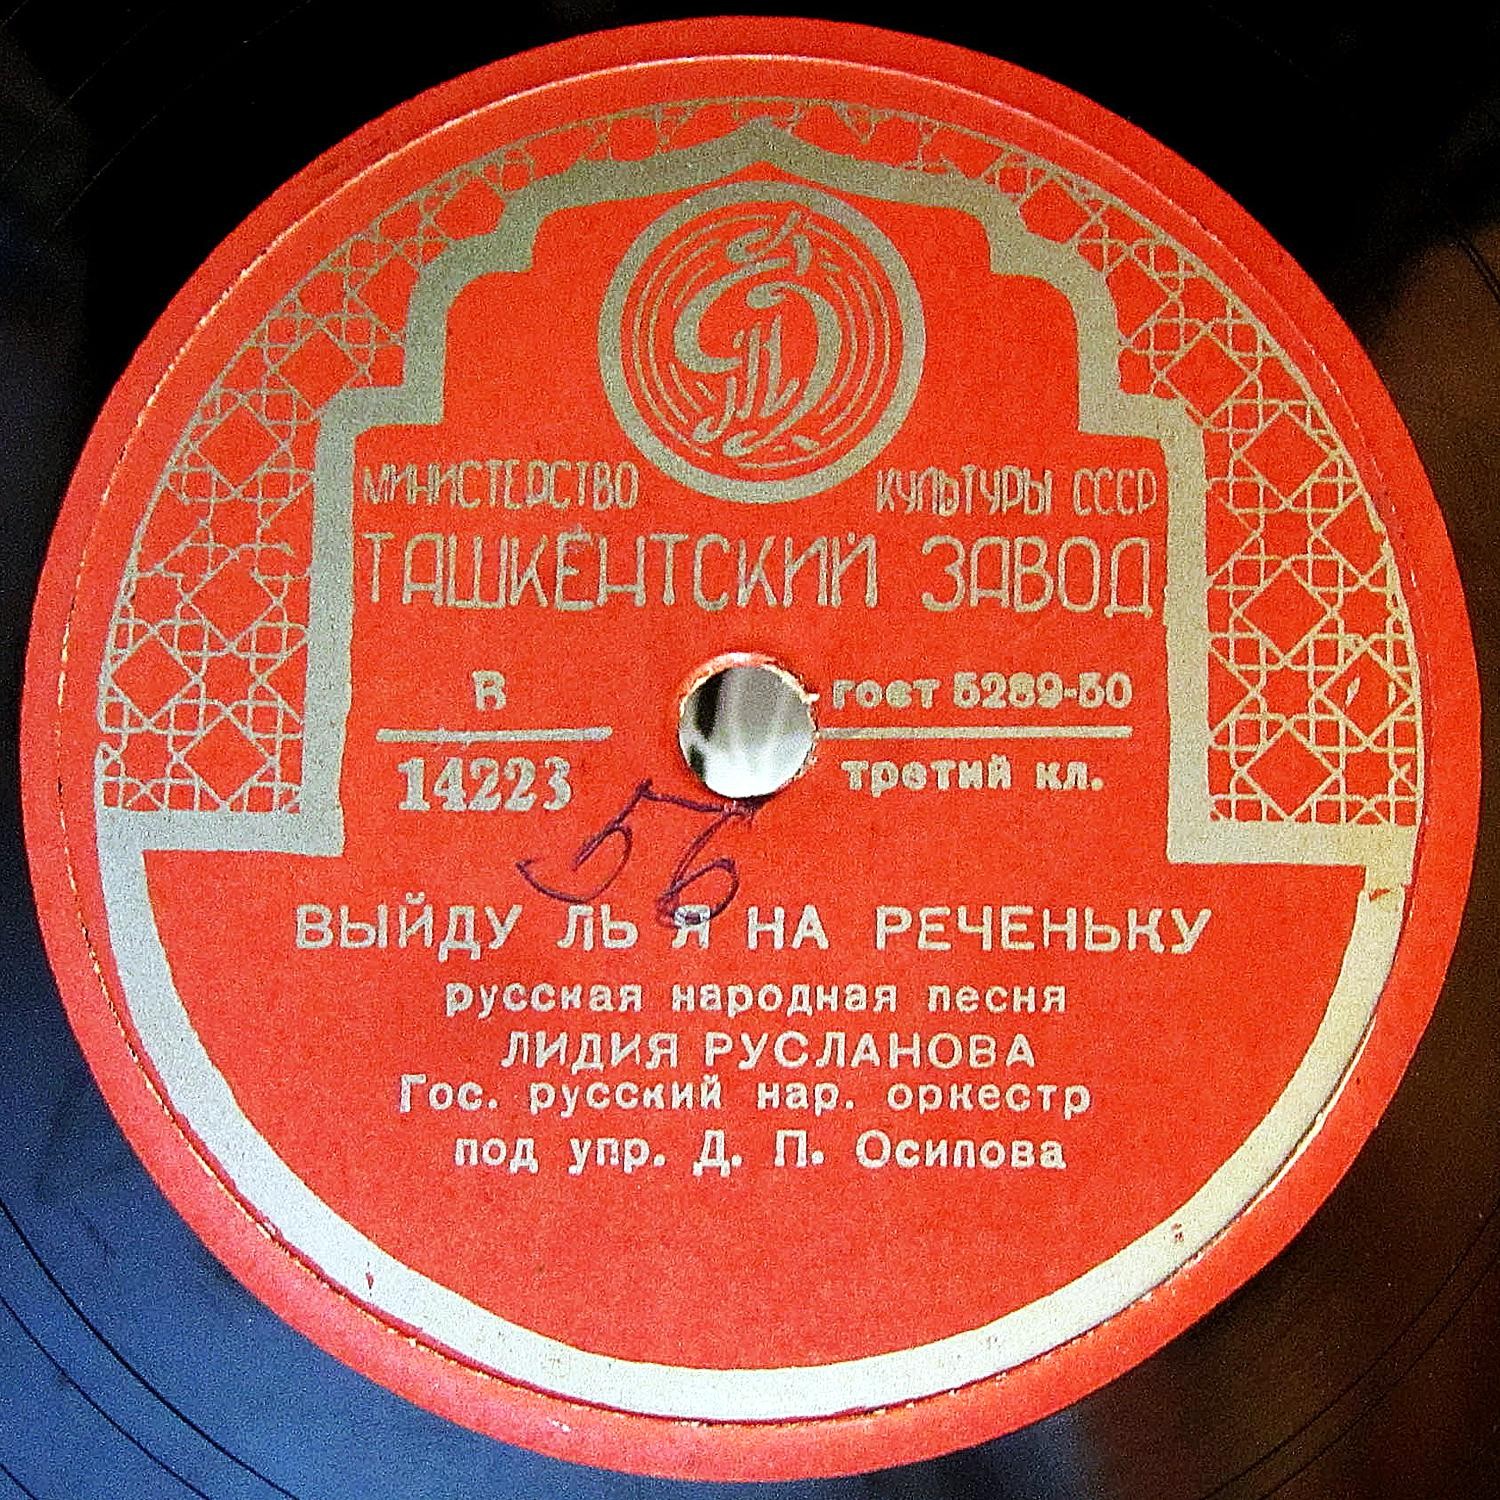 МИНИСТЕРСТВО КУЛЬТУРЫ СССР
ТАШКЕНТСКИЙ ЗАВОД
В
14223
гост 5289-50
третий кл.
56
ВЫЙДУ ЛЬ Я НА РЕЧЕНЬКУ
русская народная песня
ЛИДИЯ РУСЛАНОВА
Гос. русский нар. оркестр
под упр. Д. П. Осипова